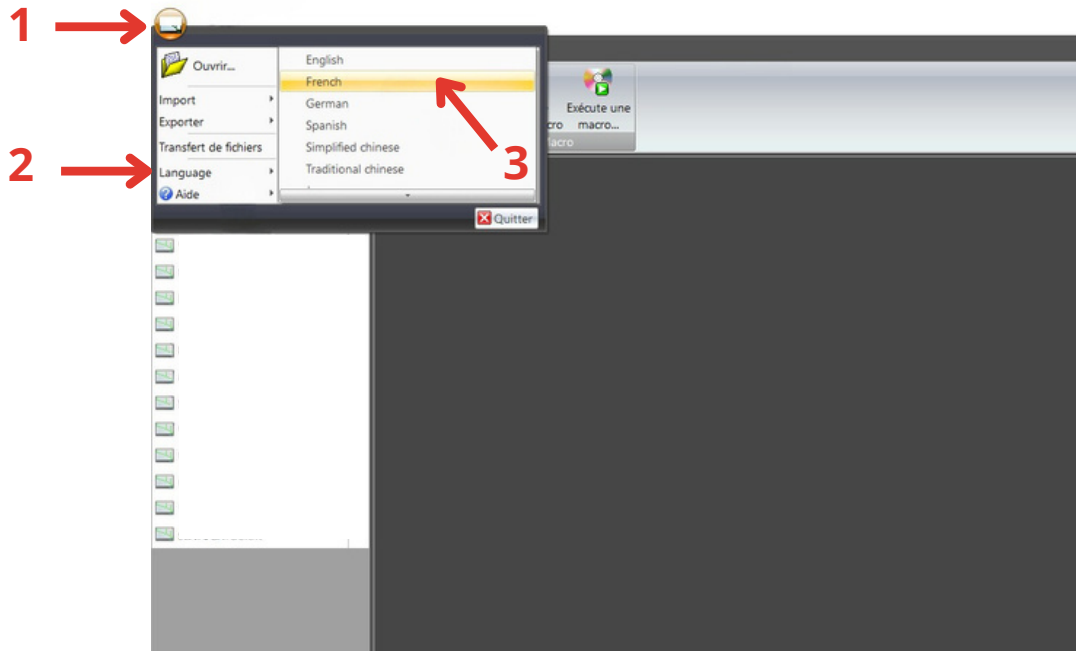 1
Ouvrir...
Import
Exporter
Transfert de fichiers
2
Language
Aide
English
French
German
Spanish
Simplified chinese
Traditional chinese
3
Quitter
Exécute une
macro...